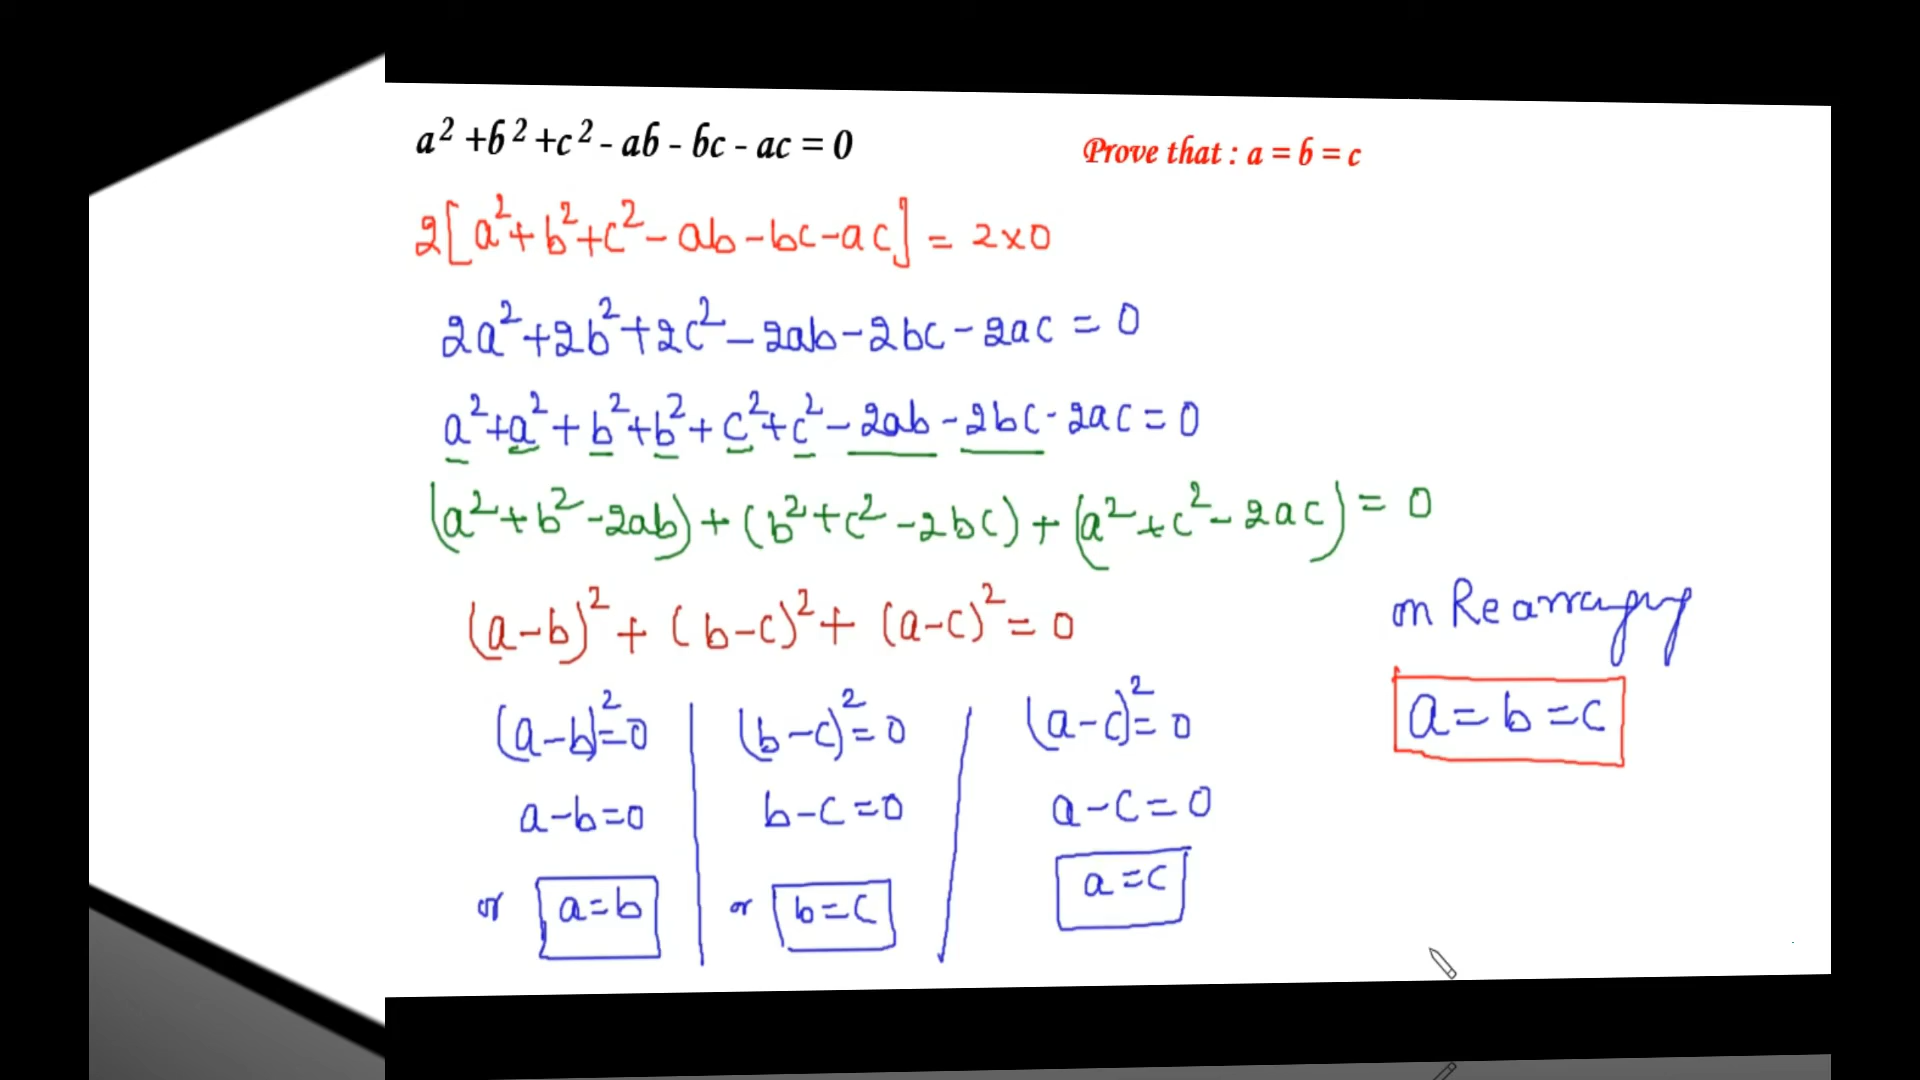 a² + b² + c² - ab - bc - ac = 0
Prove that : a = b = c
2[a² + b² + c² - ab - bc - ac] = 2×0
2a² + 2b² + 2c² - 2ab - 2bc - 2ac = 0
a² + a² + b² + b² + c² + c² - 2ab - 2bc - 2ac = 0
(a² + b² - 2ab) + (b² + c² - 2bc) + (a² + c² - 2ac) = 0
(a-b)² + (b-c)² + (a-c)² = 0
(a-b)² = 0
a-b = 0
or a = b
(b-c)² = 0
b-c = 0
or b = c
(a-c)² = 0
a-c = 0
a = c
on Rearranging
a = b = c